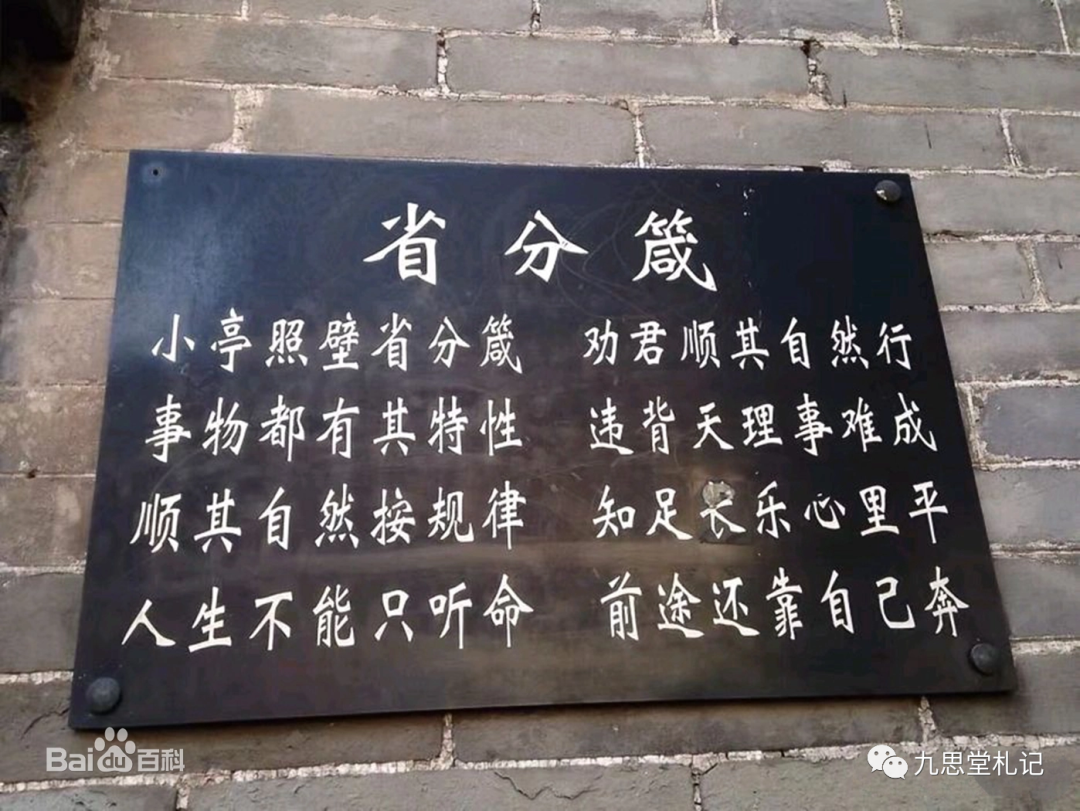 省分箴
小亭照壁省分箴 劝君顺其自然行
事物都有其特性 违背天理事难成
顺其自然按规律 知足长乐心里平
人生不能只听命 前途还靠自己奔
Bai百科
九思堂札记